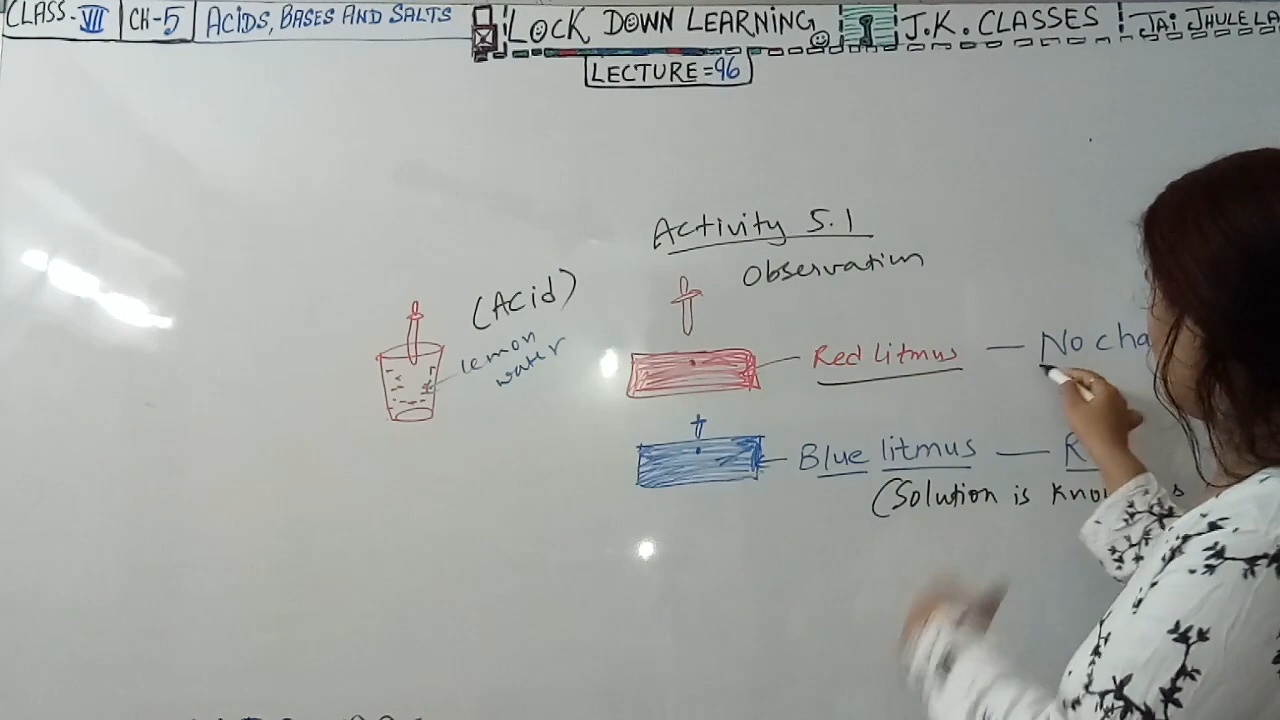 CLASS. VII CH-5 ACIDS, BASES AND SALTS
LOCK DOWN LEARNING J.K. CLASSES JAI JHULELA
LECTURE=96
Activity 5.1
Observation
(Acid)
lemon
water
Red litmus — No cha
Blue litmus — R
(Solution is kno